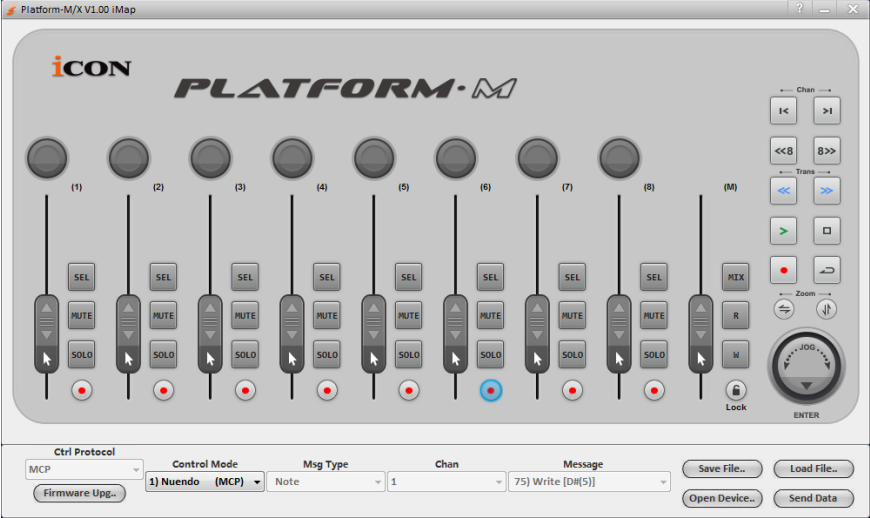 Platform-M/X V1.00 iMap
? — X
iCON
PLATFORM·M
Chan
I< >I
<<8 8>>
Trans
<< >>
(1) (2) (3) (4) (5) (6) (7) (8) (M)
>
SEL SEL SEL SEL SEL SEL SEL SEL MIX
Zoom
MUTE MUTE MUTE MUTE MUTE MUTE MUTE MUTE R
SOLO SOLO SOLO SOLO SOLO SOLO SOLO SOLO W
JOG
Lock
ENTER
Ctrl Protocol
MCP
Firmware Upg..
Control Mode
1) Nuendo (MCP)
Msg Type
Note
Chan
1
Message
75) Write [D#(5)]
Save File..
Load File..
Open Device..
Send Data